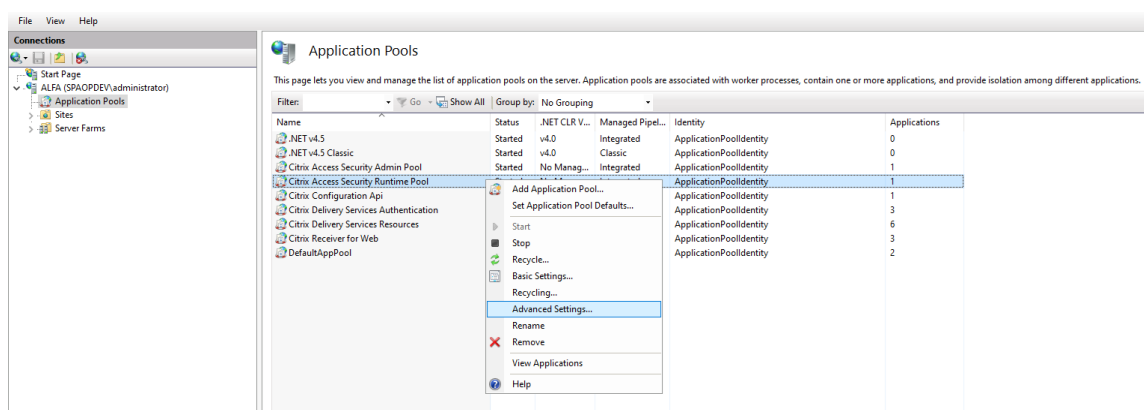 File View Help
Connections
Start Page
ALFA (SPAOPDEV\administrator)
Application Pools
Sites
Server Farms
Application Pools
This page lets you view and manage the list of application pools on the server. Application pools are associated with worker processes, contain one or more applications, and provide isolation among different applications.
Filter: Go Show All Group by: No Grouping
Name Status .NET CLR V... Managed Pipel... Identity Applications
.NET v4.5 Started v4.0 Integrated ApplicationPoolIdentity 0
.NET v4.5 Classic Started v4.0 Classic ApplicationPoolIdentity 0
Citrix Access Security Admin Pool Started No Manag... Integrated ApplicationPoolIdentity 1
Citrix Access Security Runtime Pool ApplicationPoolIdentity 1
Citrix Configuration Api ApplicationPoolIdentity 1
Citrix Delivery Services Authentication ApplicationPoolIdentity 3
Citrix Delivery Services Resources ApplicationPoolIdentity 6
Citrix Receiver for Web ApplicationPoolIdentity 3
DefaultAppPool ApplicationPoolIdentity 2
Add Application Pool...
Set Application Pool Defaults...
Start
Stop
Recycle...
Basic Settings...
Recycling...
Advanced Settings...
Rename
Remove
View Applications
Help